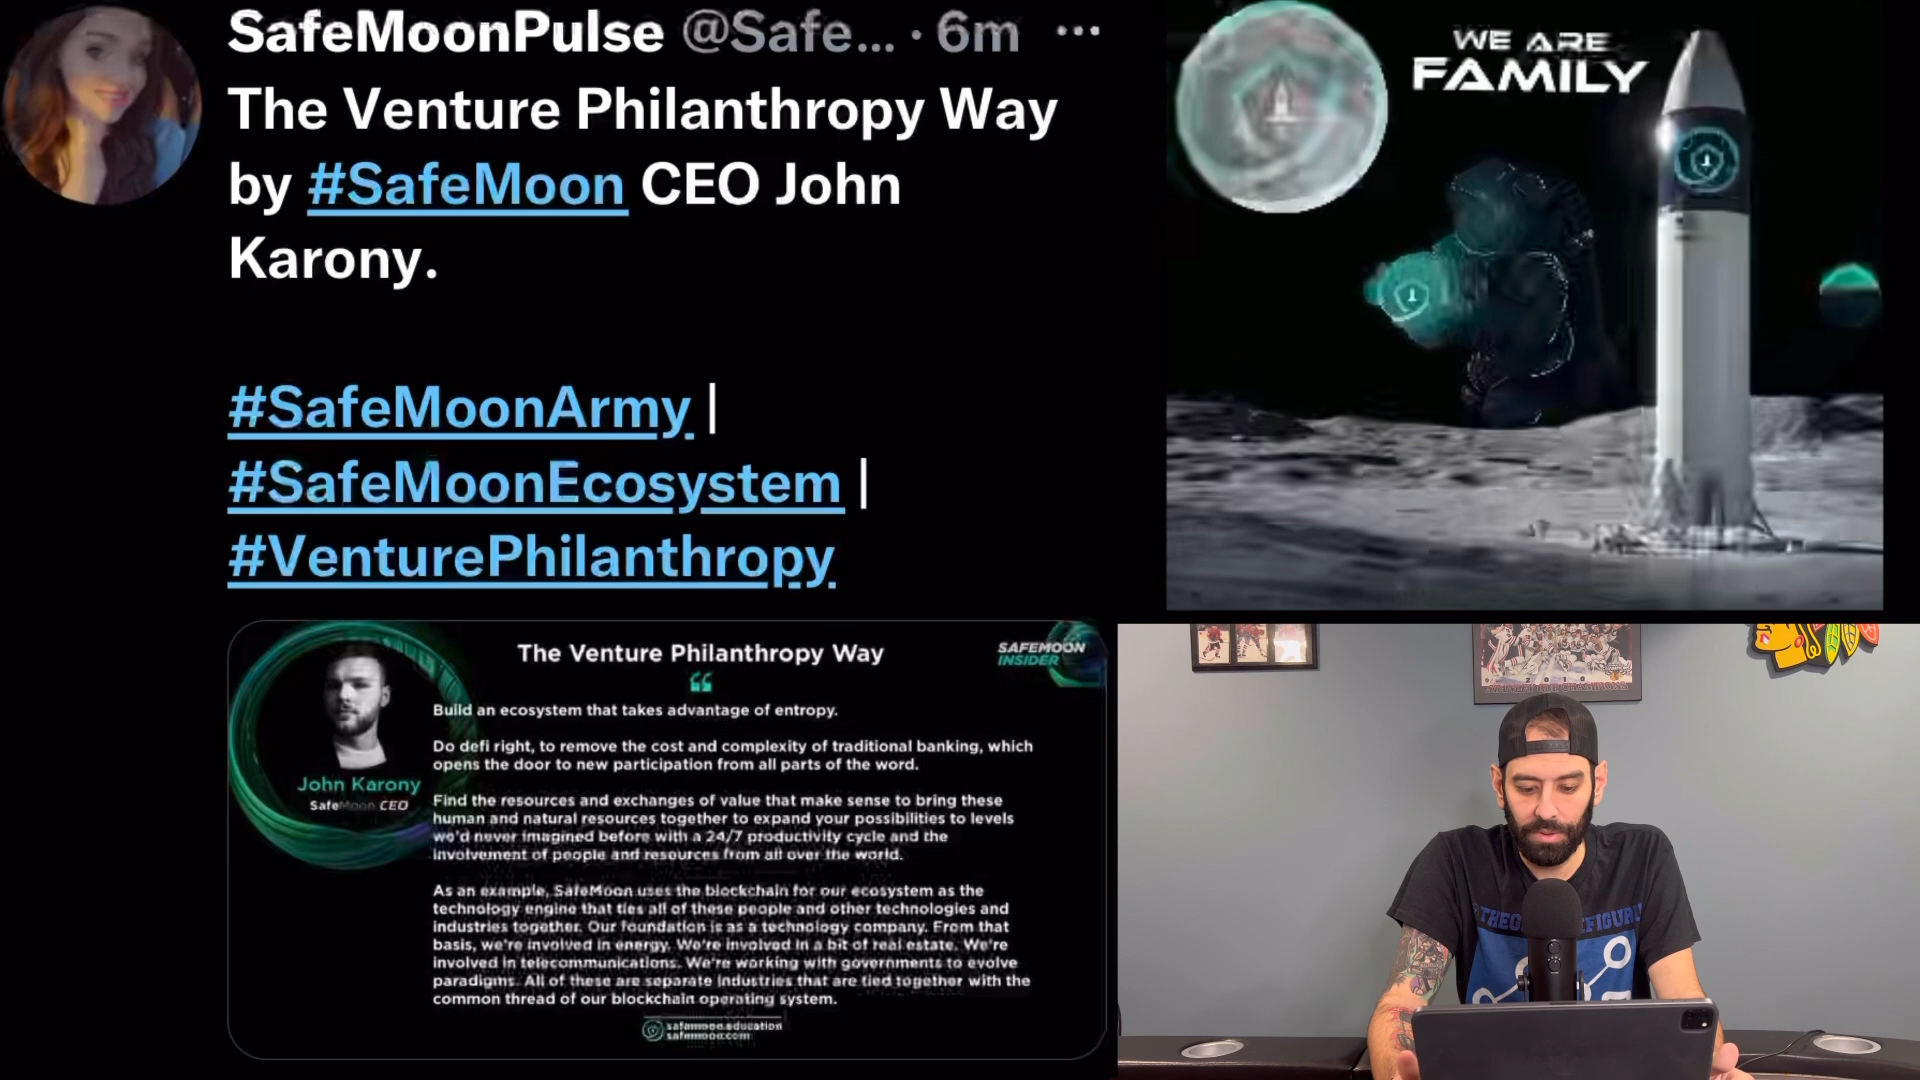 SafeMoonPulse @Safe... · 6m ...
The Venture Philanthropy Way
by #SafeMoon CEO John
Karony.
#SafeMoonArmy |
#SafeMoonEcosystem |
#VenturePhilanthropy
WE ARE
FAMILY
The Venture Philanthropy Way
SAFEMOON
INSIDER
Build an ecosystem that takes advantage of entropy.
Do defi right, to remove the cost and complexity of traditional banking, which
opens the door to new participation from all parts of the word.
John Karony
SafeMoon CEO
Find the resources and exchanges of value that make sense to bring these
human and natural resources together to expand your possibilities to levels
we'd never imagined before with a 24/7 productivity cycle and the
involvement of people and resources from all over the world.
As an example, SafeMoon uses the blockchain for our ecosystem as the
technology engine that ties all of these people and other technologies and
industries together. Our foundation is as a technology company. From that
basis, we're involved in energy. We're involved in a bit of real estate. We're
involved in telecommunications. We're working with governments to evolve
paradigms. All of these are separate industries that are tied together with the
common thread of our blockchain operating system.
safemoon.education
safemoon.com
2010